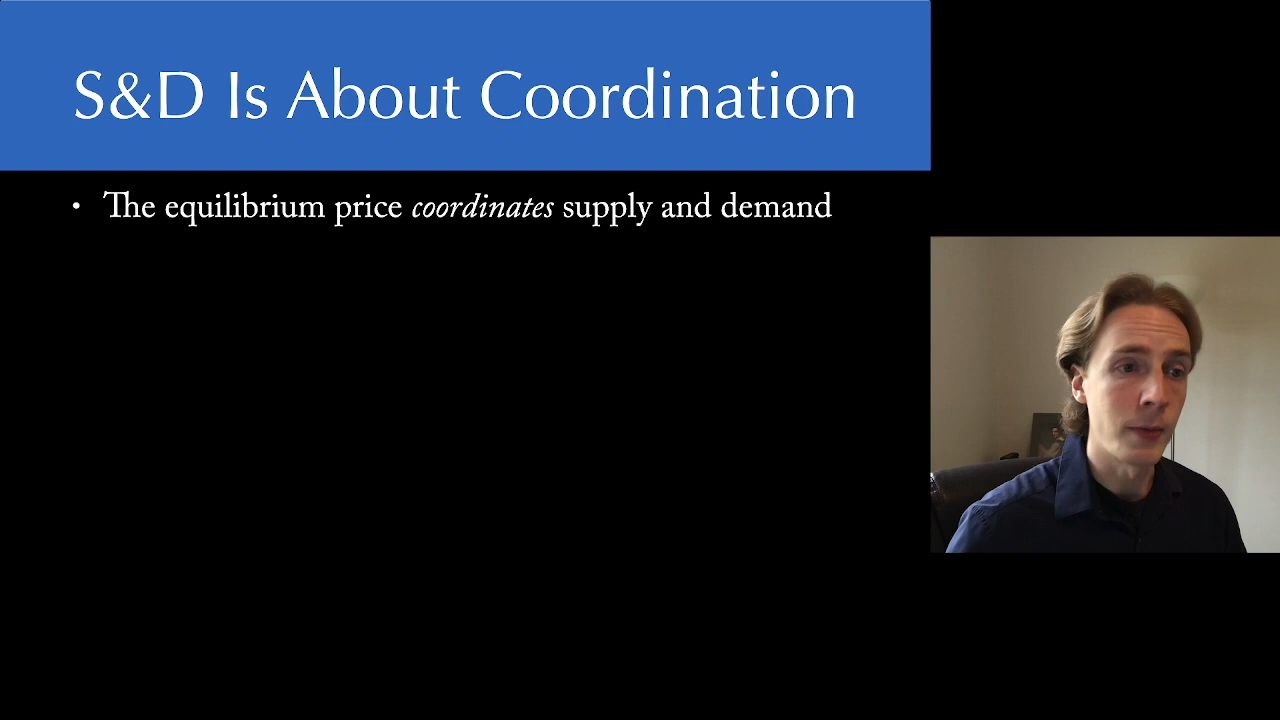 S&D Is About Coordination
• The equilibrium price coordinates supply and demand